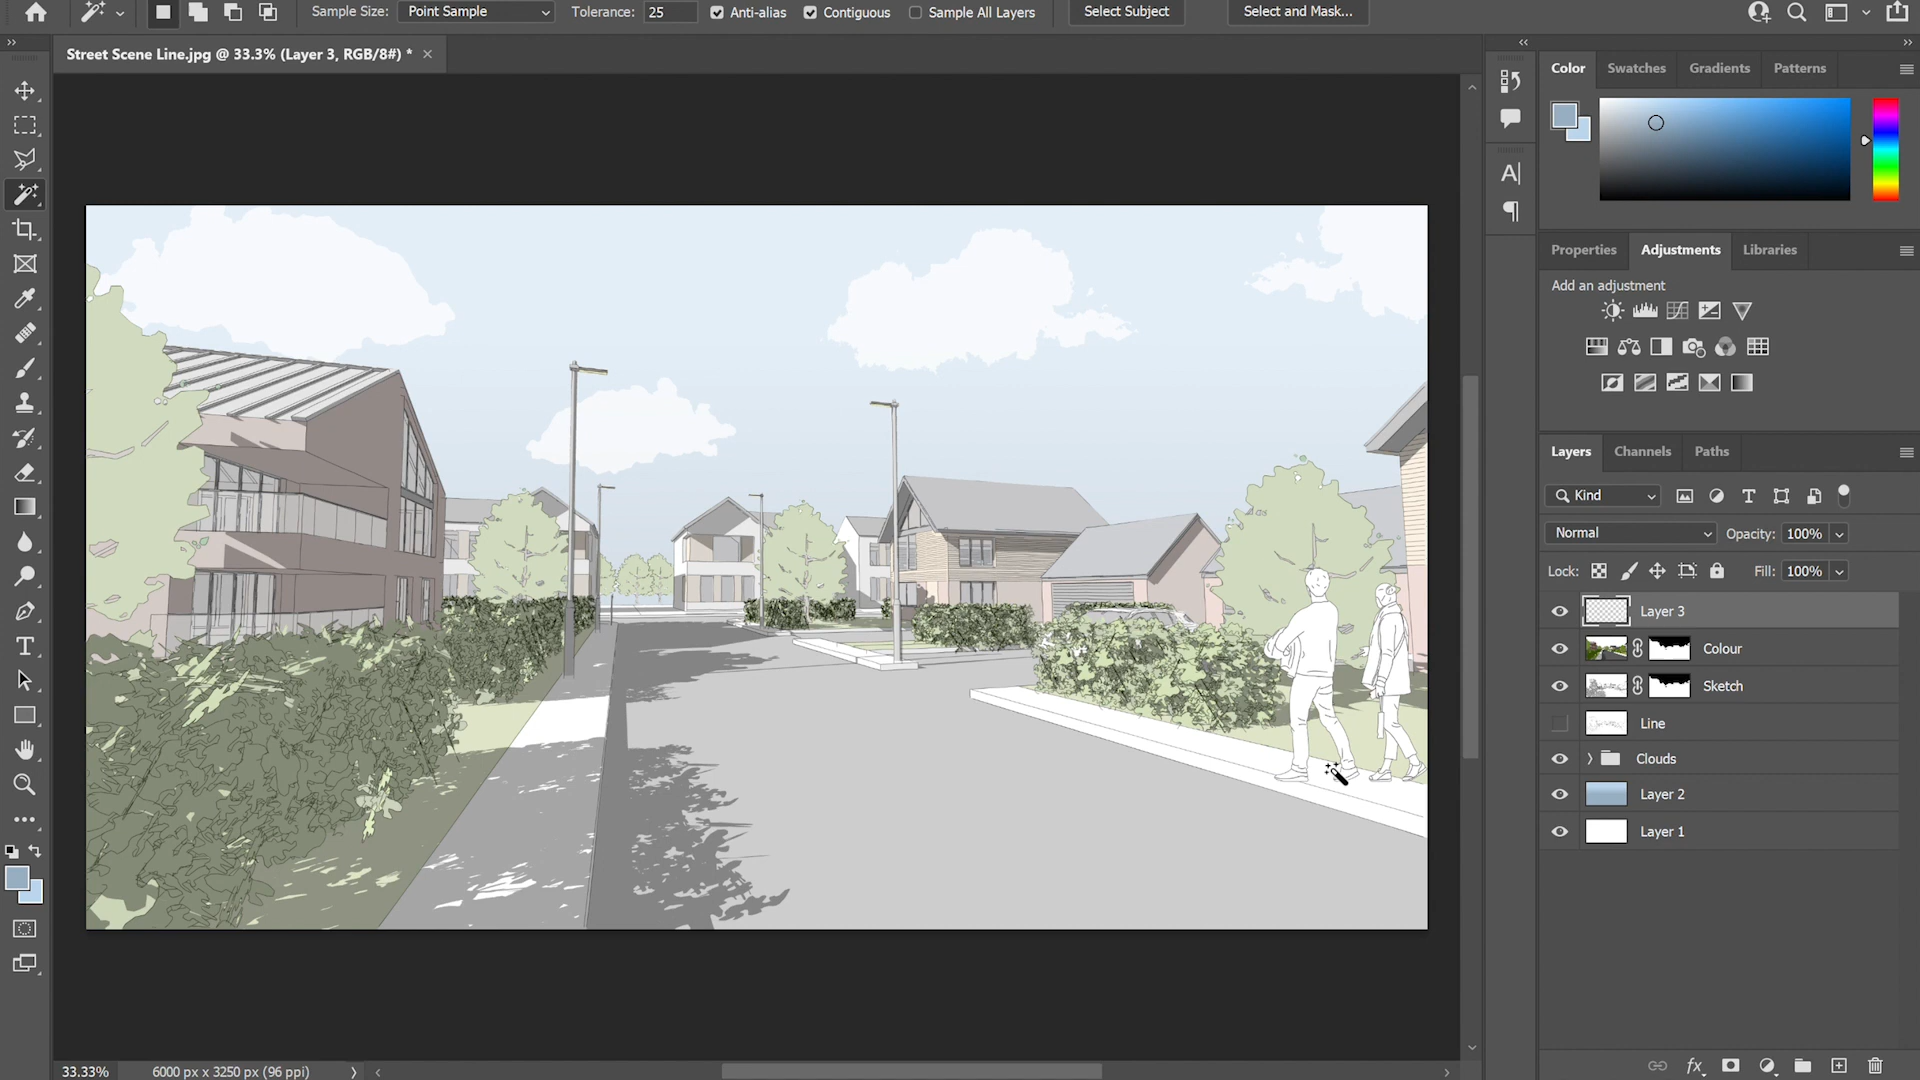 Sample Size: Point Sample Tolerance: 25 Anti-alias Contiguous Sample All Layers Select Subject Select and Mask...
Street Scene Line.jpg @ 33.3% (Layer 3, RGB/8#) *
Color Swatches Gradients Patterns
Properties Adjustments Libraries
Add an adjustment
Layers Channels Paths
Kind
Normal Opacity: 100%
Lock: Fill: 100%
Layer 3
Colour
Sketch
Line
Clouds
Layer 2
Layer 1
33.33% 6000 px x 3250 px (96 ppi)